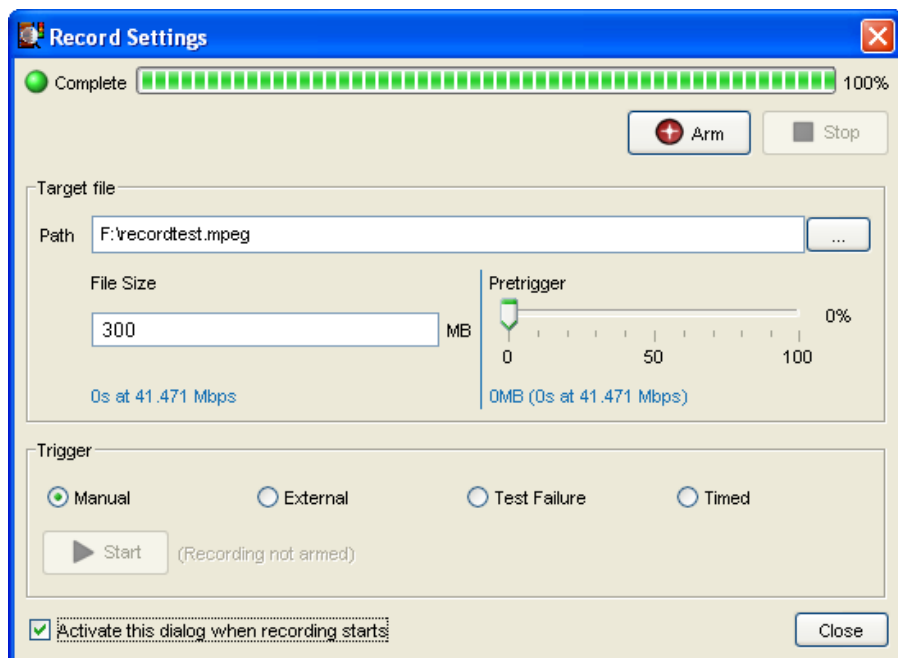 Record Settings
Complete 100%
Arm Stop
Target file
Path F:\recordtest.mpeg ...
File Size Pretrigger
300 MB 0%
0 50 100
0s at 41.471 Mbps 0MB (0s at 41.471 Mbps)
Trigger
Manual External Test Failure Timed
Start (Recording not armed)
Activate this dialog when recording starts Close